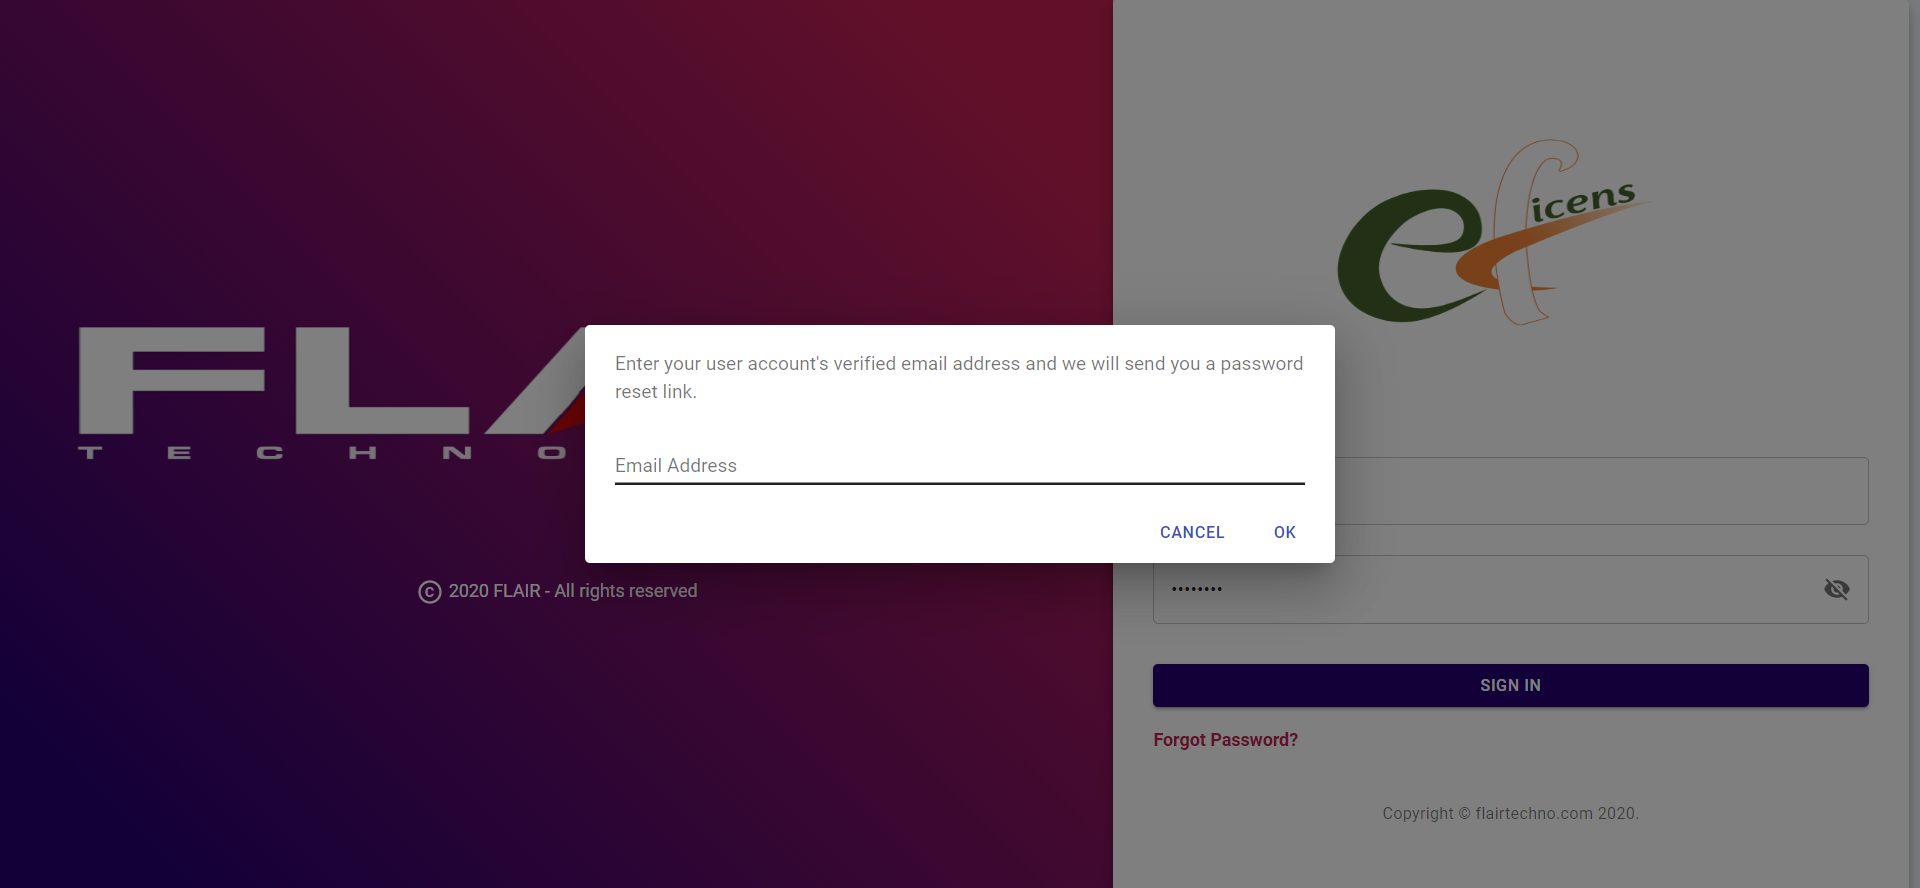 FLA
TECHNO
© 2020 FLAIR - All rights reserved
eficens
Enter your user account's verified email address and we will send you a password
reset link.
Email Address
CANCEL OK
••••••••
SIGN IN
Forgot Password?
Copyright © flairtechno.com 2020.